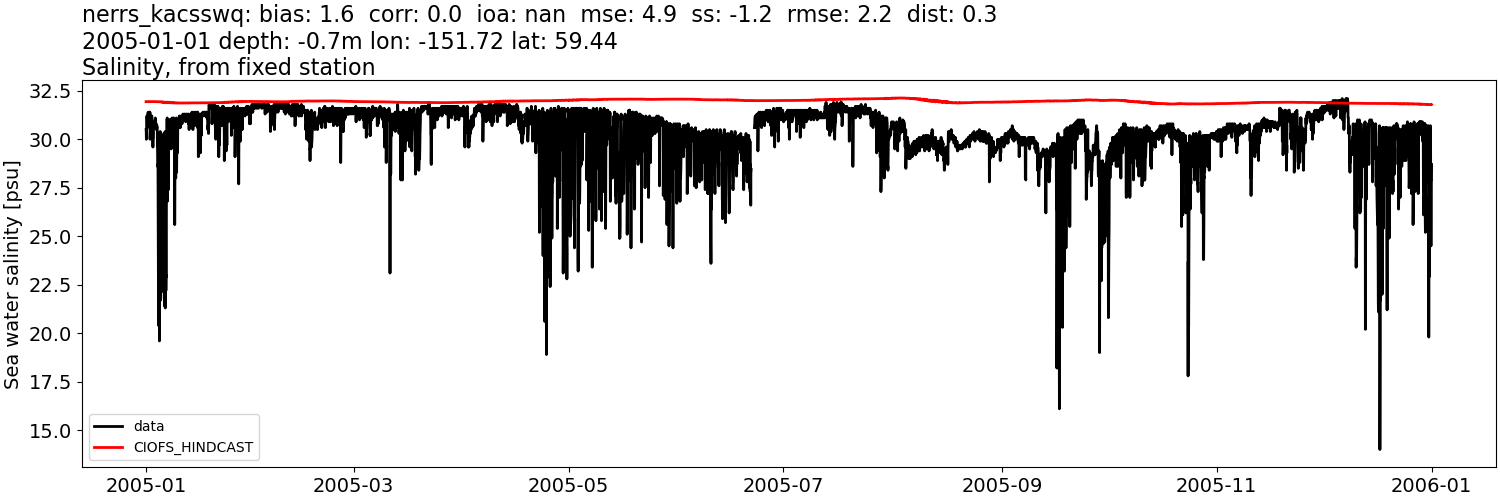 nerrs_kacsswq: bias: 1.6  corr: 0.0  ioa: nan  mse: 4.9  ss: -1.2  rmse: 2.2  dist: 0.3
2005-01-01 depth: -0.7m lon: -151.72 lat: 59.44
Salinity, from fixed station
Sea water salinity [psu]
32.5
30.0
27.5
25.0
22.5
20.0
17.5
15.0
data
CIOFS_HINDCAST
2005-01
2005-03
2005-05
2005-07
2005-09
2005-11
2006-01